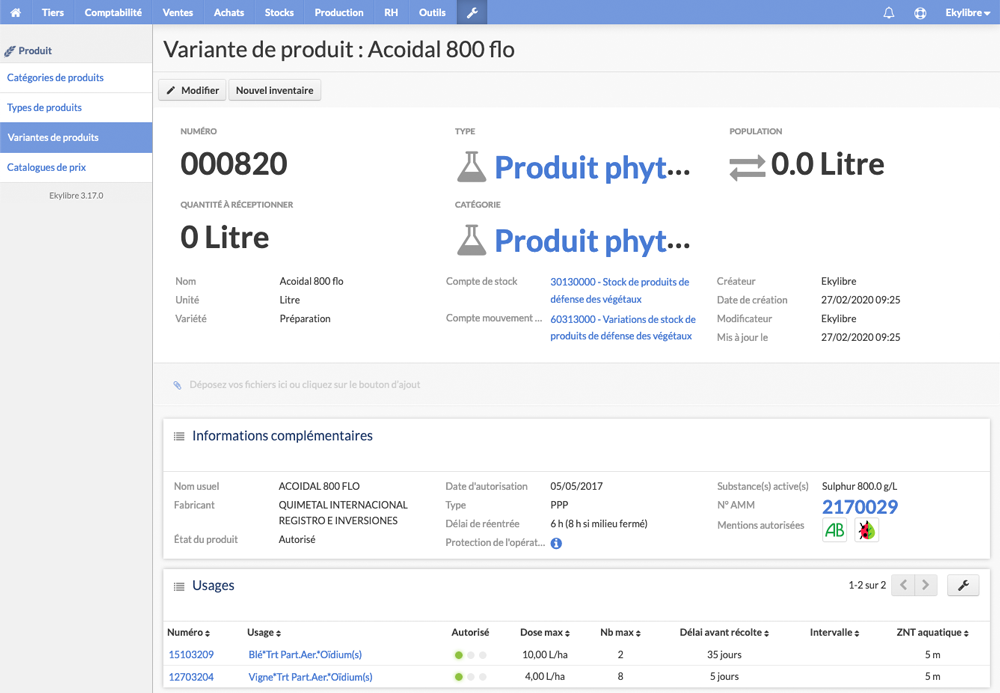 Tiers Comptabilité Ventes Achats Stocks Production RH Outils Ekylibre
Produit
Catégories de produits
Types de produits
Variantes de produits
Catalogues de prix
Ekylibre 3.17.0
Variante de produit : Acoidal 800 flo
Modifier Nouvel inventaire
NUMÉRO TYPE POPULATION
000820 Produit phyt... 0.0 Litre
QUANTITÉ À RÉCEPTIONNER CATÉGORIE
0 Litre Produit phyt...
Nom Acoidal 800 flo
Unité Litre
Variété Préparation
Compte de stock 30130000 - Stock de produits de
défense des végétaux
Compte mouvement ... 60313000 - Variations de stock de
produits de défense des végétaux
Créateur Ekylibre
Date de création 27/02/2020 09:25
Modificateur Ekylibre
Mis à jour le 27/02/2020 09:25
Déposez vos fichiers ici ou cliquez sur le bouton d'ajout
Informations complémentaires
Nom usuel ACOIDAL 800 FLO
Fabricant QUIMETAL INTERNACIONAL
REGISTRO E INVERSIONES
État du produit Autorisé
Date d'autorisation 05/05/2017
Type PPP
Délai de réentrée 6 h (8 h si milieu fermé)
Protection de l'opérat...
Substance(s) active(s) Sulphur 800.0 g/L
N° AMM 2170029
Mentions autorisées AB
Usages
1-2 sur 2
Numéro Usage Autorisé Dose max Nb max Délai avant récolte Intervalle ZNT aquatique
15103209 Blé*Trt Part.Aer.*Oïdium(s) 10,00 L/ha 2 35 jours 5 m
12703204 Vigne*Trt Part.Aer.*Oïdium(s) 4,00 L/ha 8 5 jours 5 m